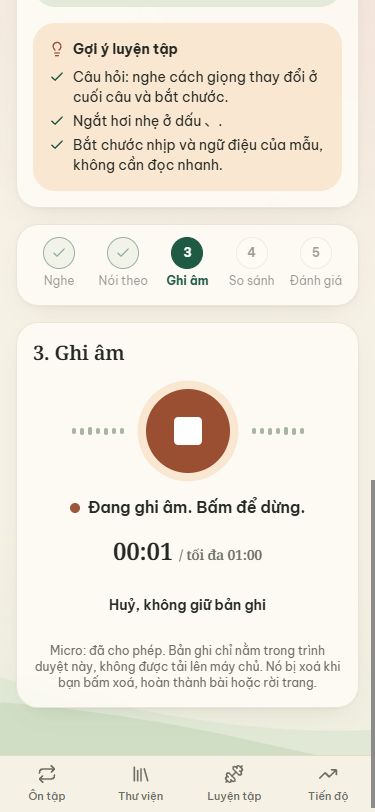 Gợi ý luyện tập
Câu hỏi: nghe cách giọng thay đổi ở
cuối câu và bắt chước.
Ngắt hơi nhẹ ở dấu 、.
Bắt chước nhịp và ngữ điệu của mẫu,
không cần đọc nhanh.
3
4
5
Nghe
Nói theo
Ghi âm
So sánh
Đánh giá
3. Ghi âm
Đang ghi âm. Bấm để dừng.
00:01 / tối đa 01:00
Huỷ, không giữ bản ghi
Micro: đã cho phép. Bản ghi chỉ nằm trong trình
duyệt này, không được tải lên máy chủ. Nó bị xoá khi
bạn bấm xoá, hoàn thành bài hoặc rời trang.
Ôn tập
Thư viện
Luyện tập
Tiến độ